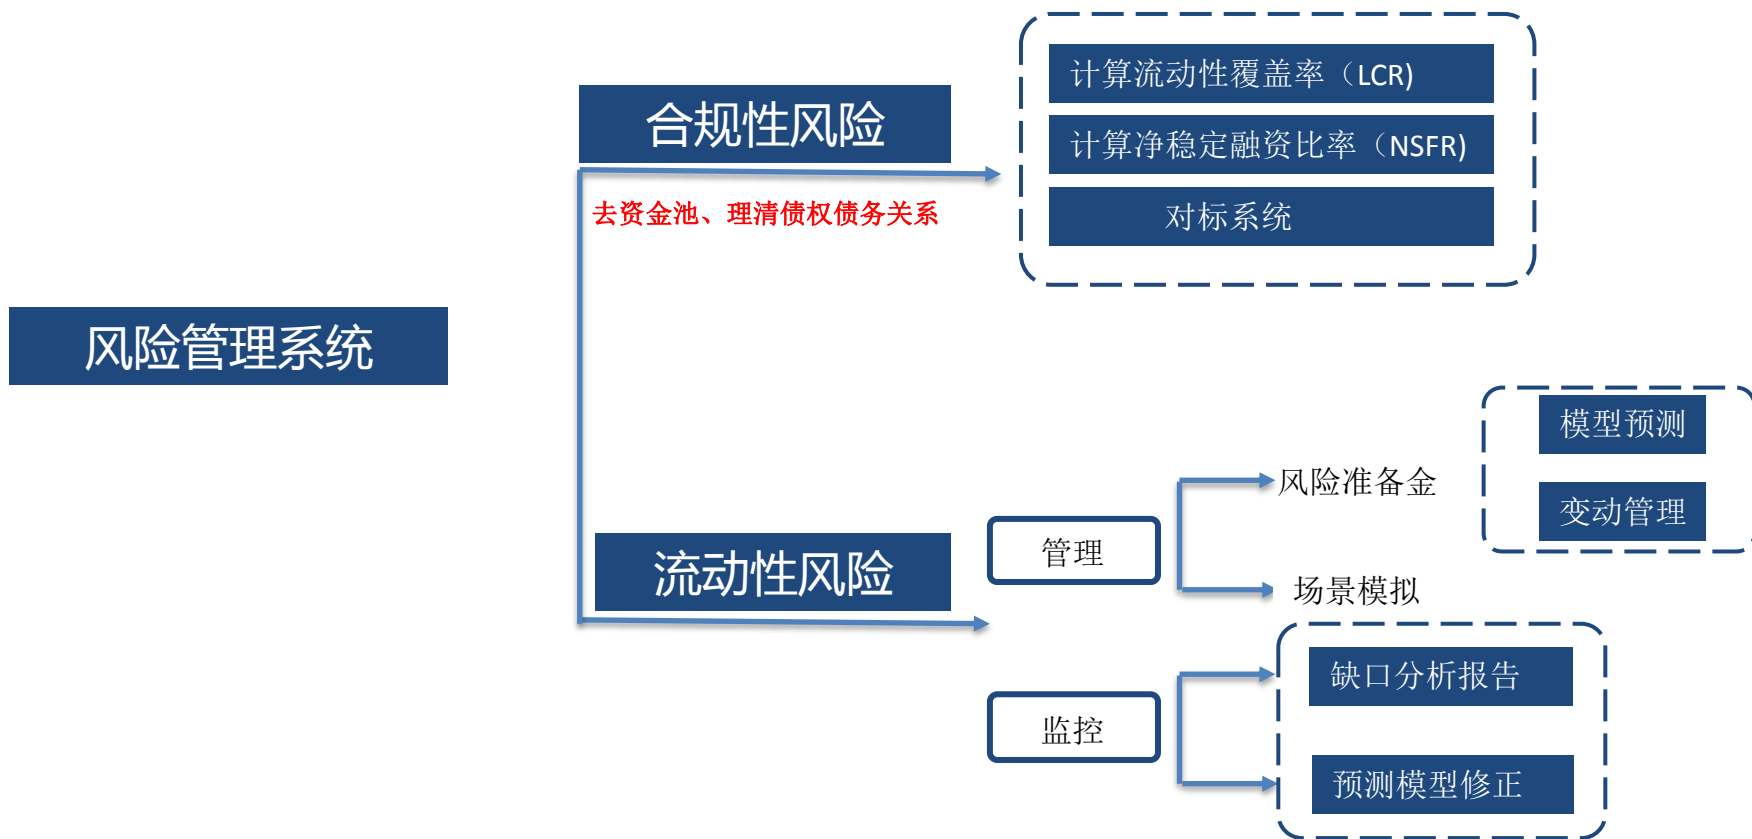 风险管理系统
合规性风险
去资金池、理清债权债务关系
计算流动性覆盖率（LCR)
计算净稳定融资比率（NSFR)
对标系统
流动性风险
管理
风险准备金
模型预测
变动管理
场景模拟
监控
缺口分析报告
预测模型修正